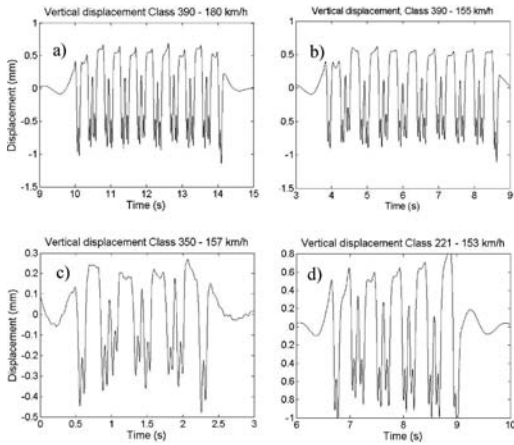 Vertical displacement Class 390 - 180 km/h
a)
Displacement (mm)
1
0.5
0
-0.5
-1
-1.5
9 10 11 12 13 14 15
Time (s)
Vertical displacement, Class 390 - 155 km/h
b)
1
0.5
0
-0.5
-1
-1.5
3 4 5 6 7 8 9
Time (s)
Vertical displacement Class 350 - 157 km/h
c)
Displacement (mm)
0.3
0.2
0.1
0
-0.1
-0.2
-0.3
-0.4
-0.5
0 0.5 1 1.5 2 2.5 3
Time (s)
Vertical displacement Class 221 - 153 km/h
d)
0.8
0.6
0.4
0.2
0
-0.2
-0.4
-0.6
-0.8
-1
6 7 8 9 10
Time (s)